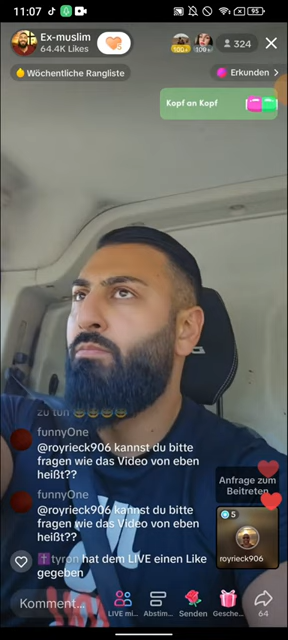 11:07
95
Ex-muslim
64.4K Likes
100+
100+
324
Wöchentliche Rangliste
Erkunden
Kopf an Kopf
zu tun
funnyOne
@royrieck906 kannst du bitte
fragen wie das Video von eben
heißt??
funnyOne
@royrieck906 kannst du bitte
fragen wie das Video von eben
heißt??
tyron hat dem LIVE einen Like
gegeben
Anfrage zum
Beitreten
5
royrieck906
Komment...
LIVE mi...
Abstim...
Senden
Gesche...
64